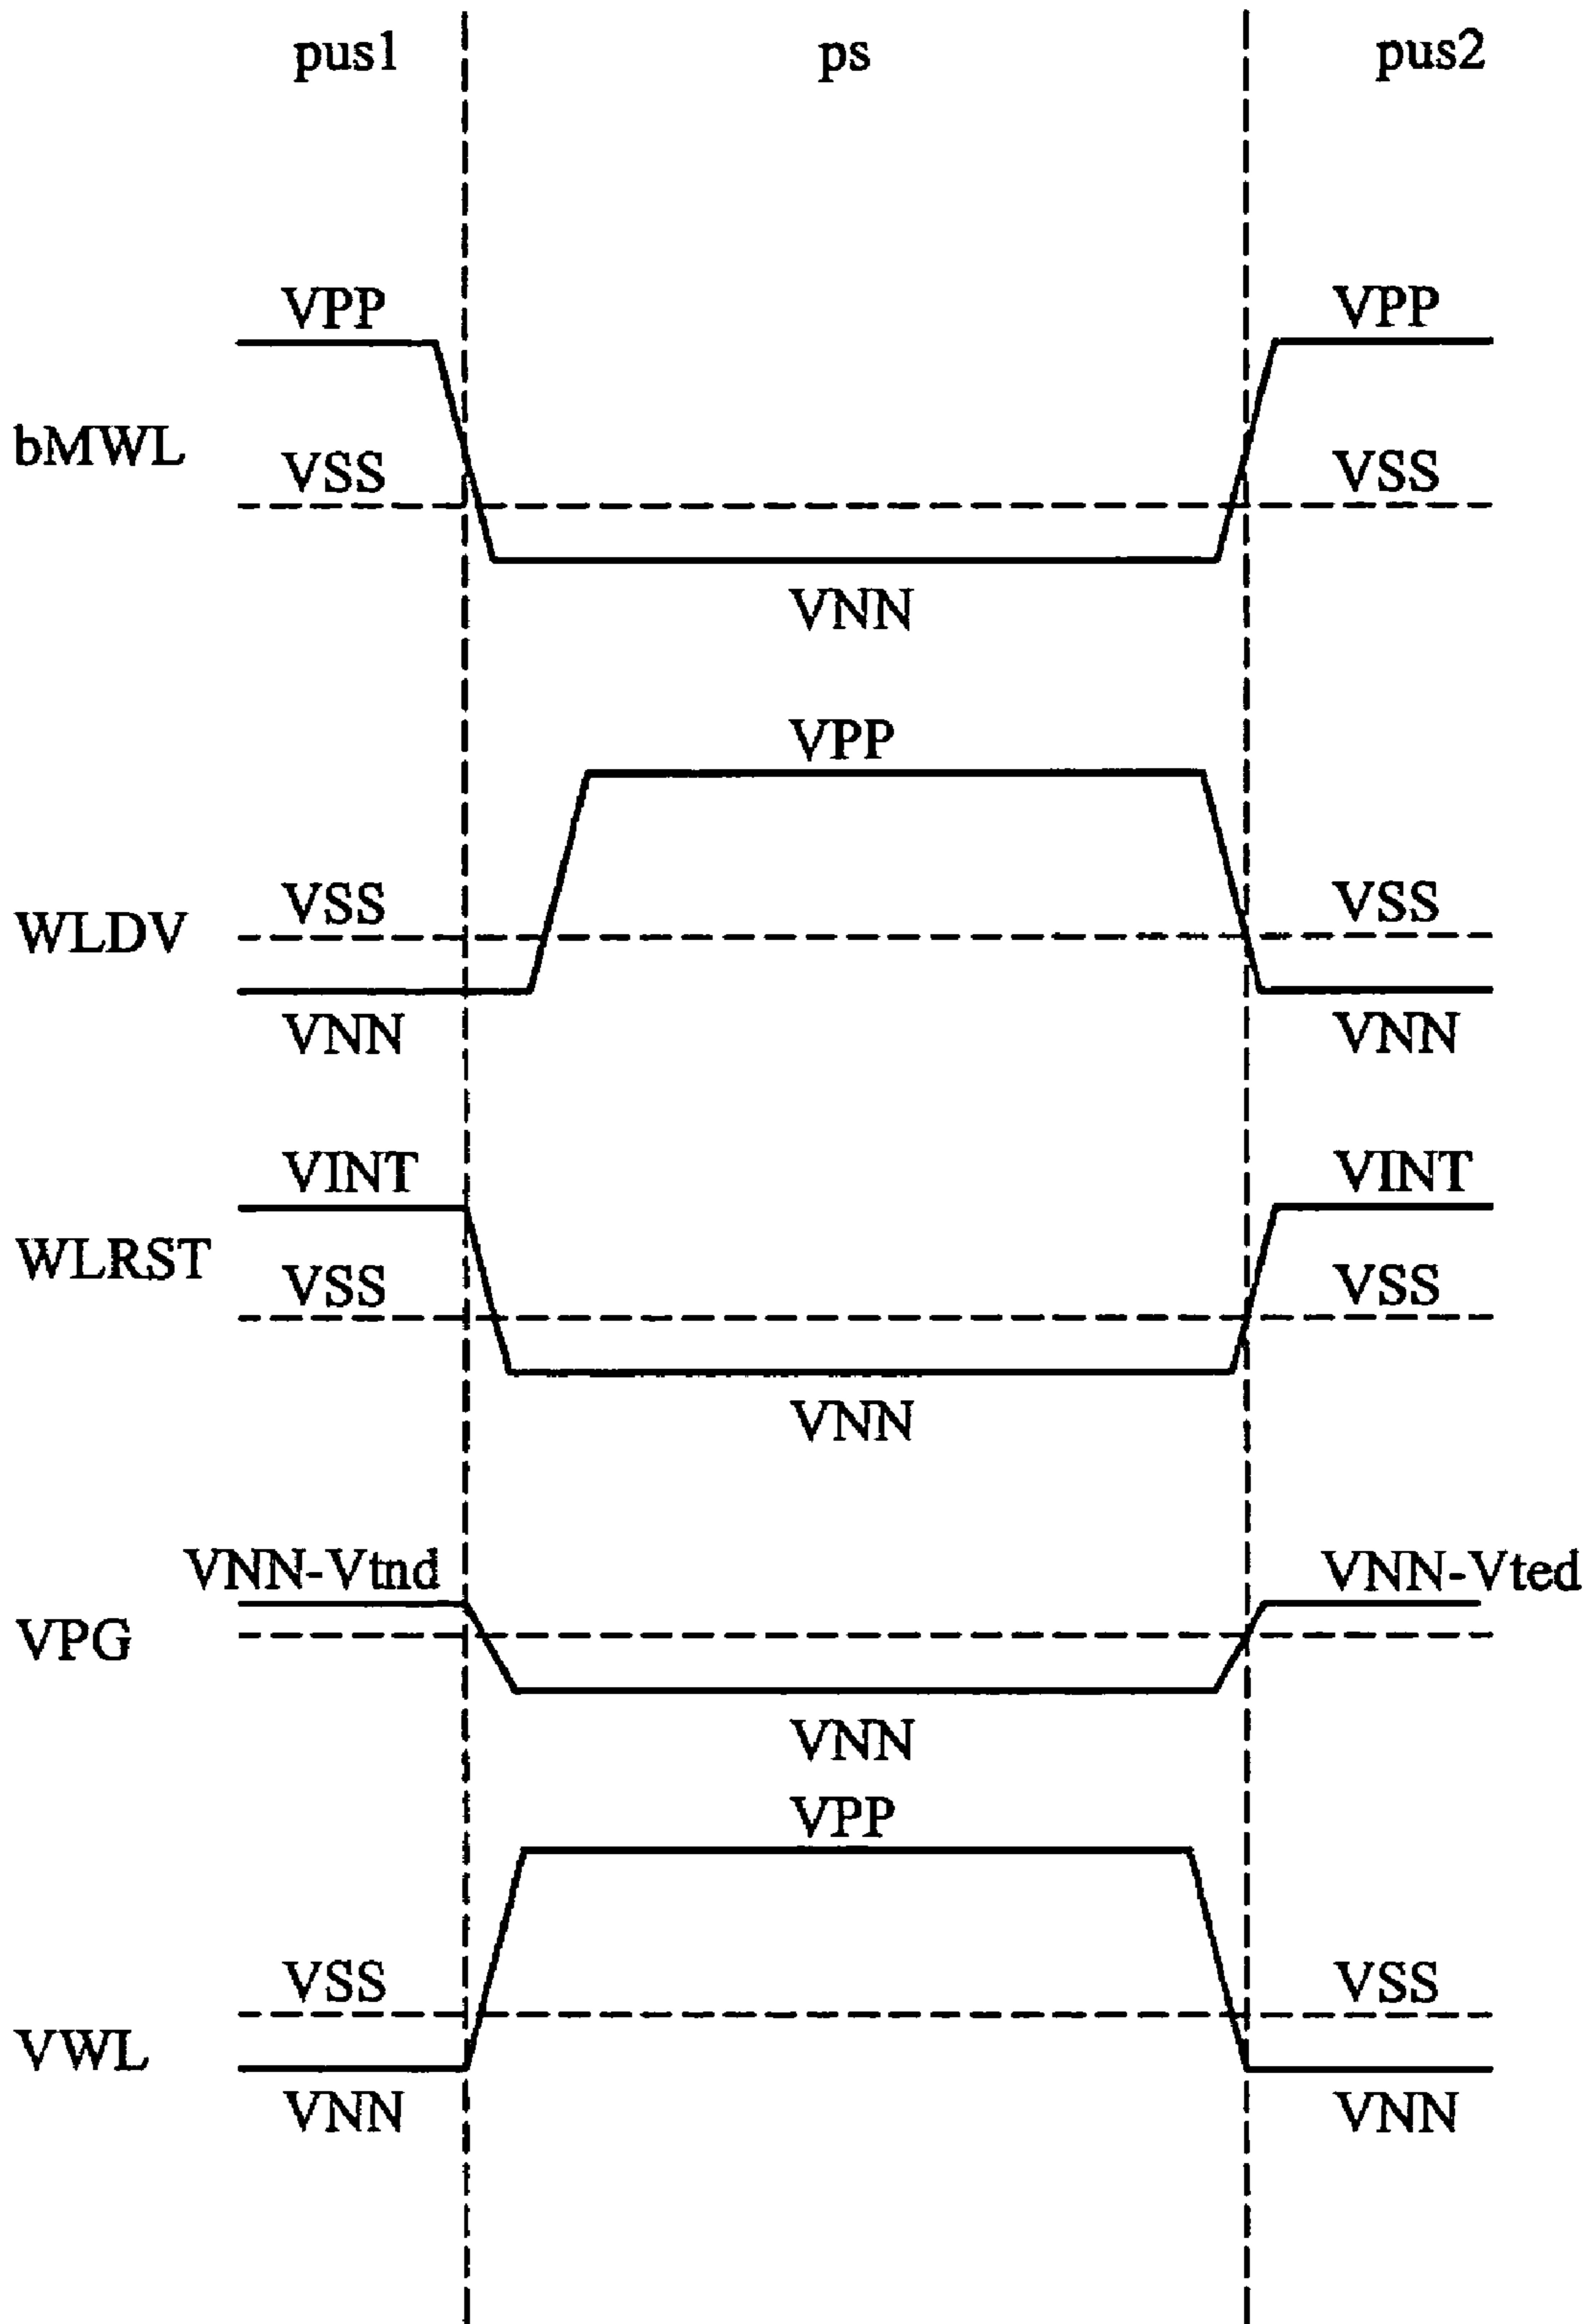 pus1 ps pus2
VPP VPP
bMWL
VSS VSS
VNN
VPP
VSS VSS
WLDV
VNN VNN
VINT VINT
WLRST
VSS VSS
VNN
VNN-Vtnd VNN-Vted
VPG
VNN
VPP
VSS VSS
VWL
VNN VNN